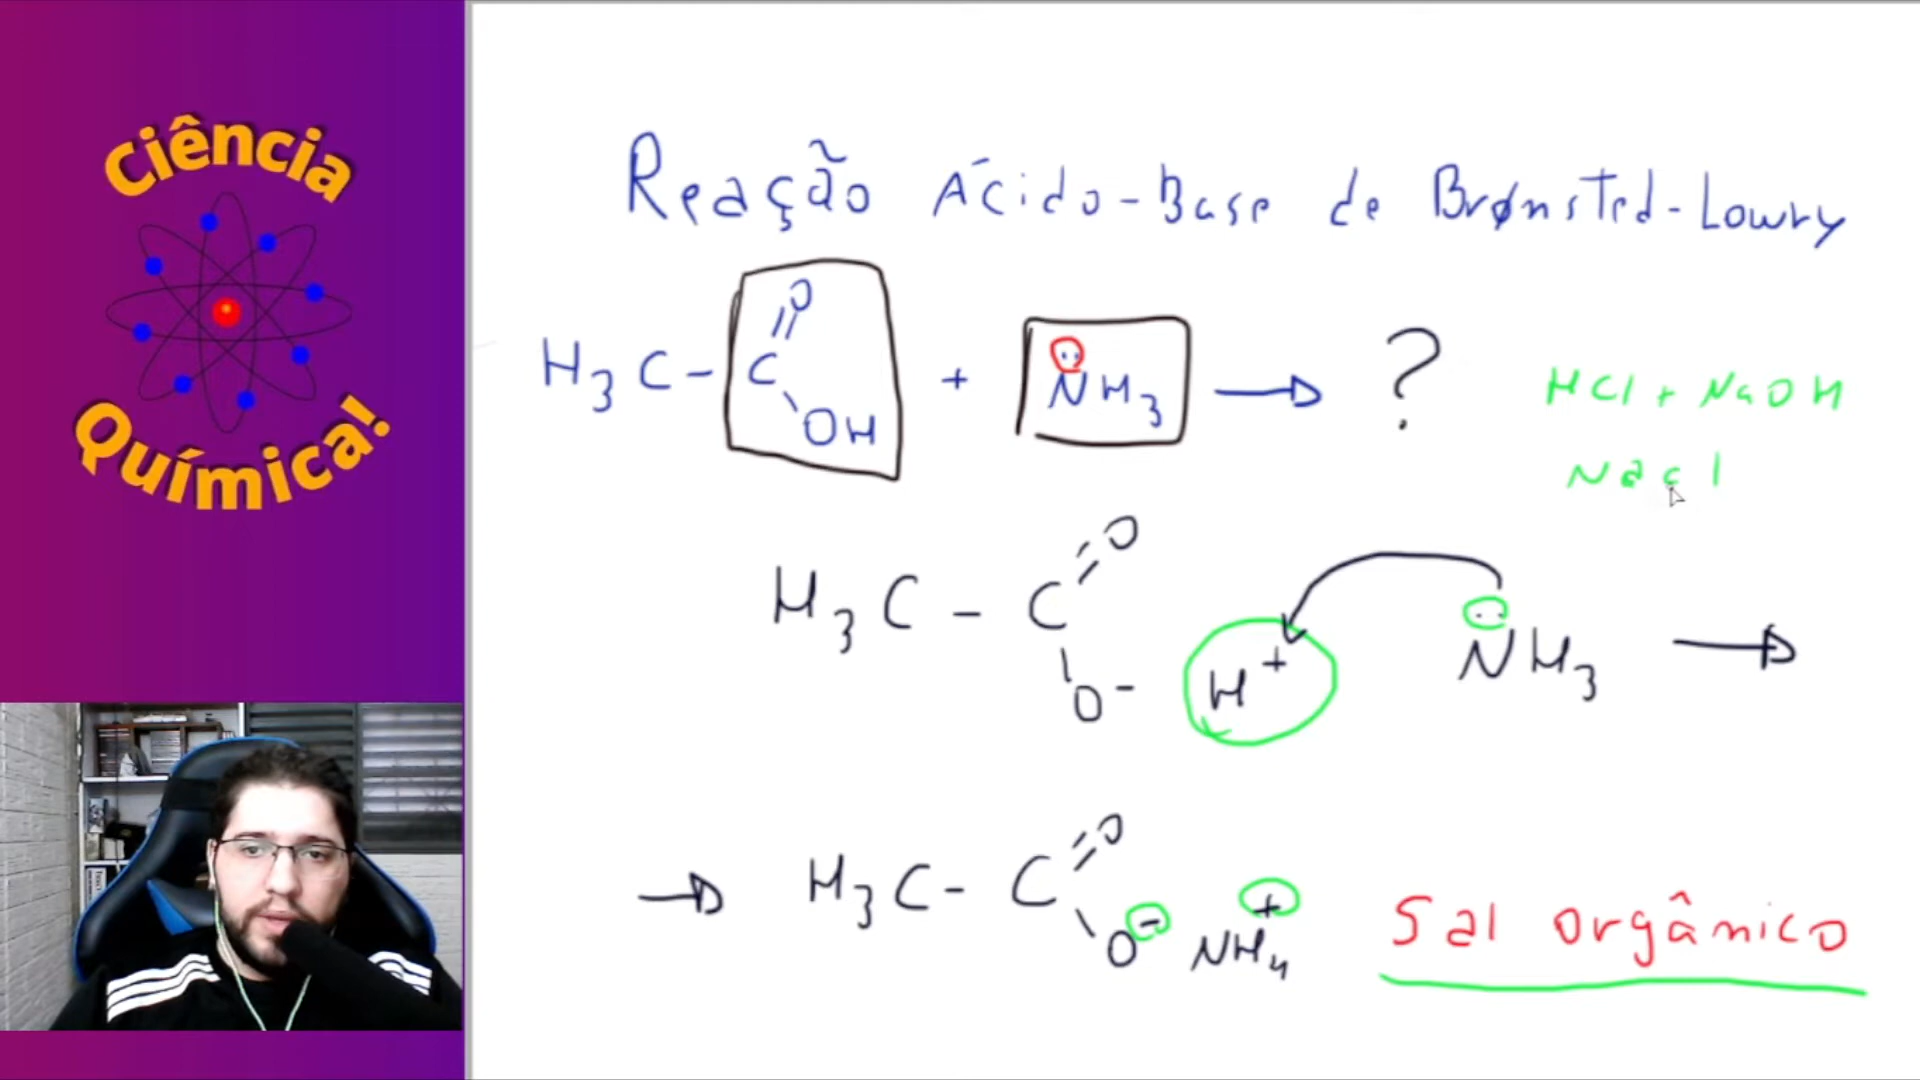 Ciência
Química!
Reação Ácido-Base de Brønsted-Lowry
H3C-C
O
OH
+ NH3 → ?
HCl + NaOH
NaCl
H3C-C
O
O-
H+
NH3 →
→ H3C-C
O
O- NH4+
Sal orgânico